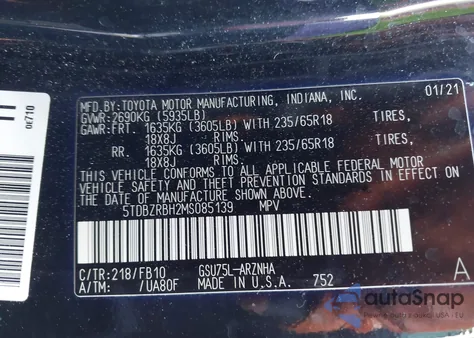 MFD.BY:TOYOTA MOTOR MANUFACTURING, INDIANA, INC. 01/21
GVWR:2690KG (5935LB)
GAWR:FRT. 1635KG (3605LB) WITH 235/65R18 TIRES,
18X8J RIMS.
RR. 1635KG (3605LB) WITH 235/65R18 TIRES,
18X8J RIMS.
THIS VEHICLE CONFORMS TO ALL APPLICABLE FEDERAL MOTOR
VEHICLE SAFETY AND THEFT PREVENTION STANDARDS IN EFFECT ON
THE DATE OF MANUFACTURE SHOWN ABOVE.
5TDBZRBH2MS085139 MPV
C/TR:218/FB10 GSU75L-ARZNHA
A/TM: /UA80F MADE IN U.S.A. 752 A
0E710
autoSnap